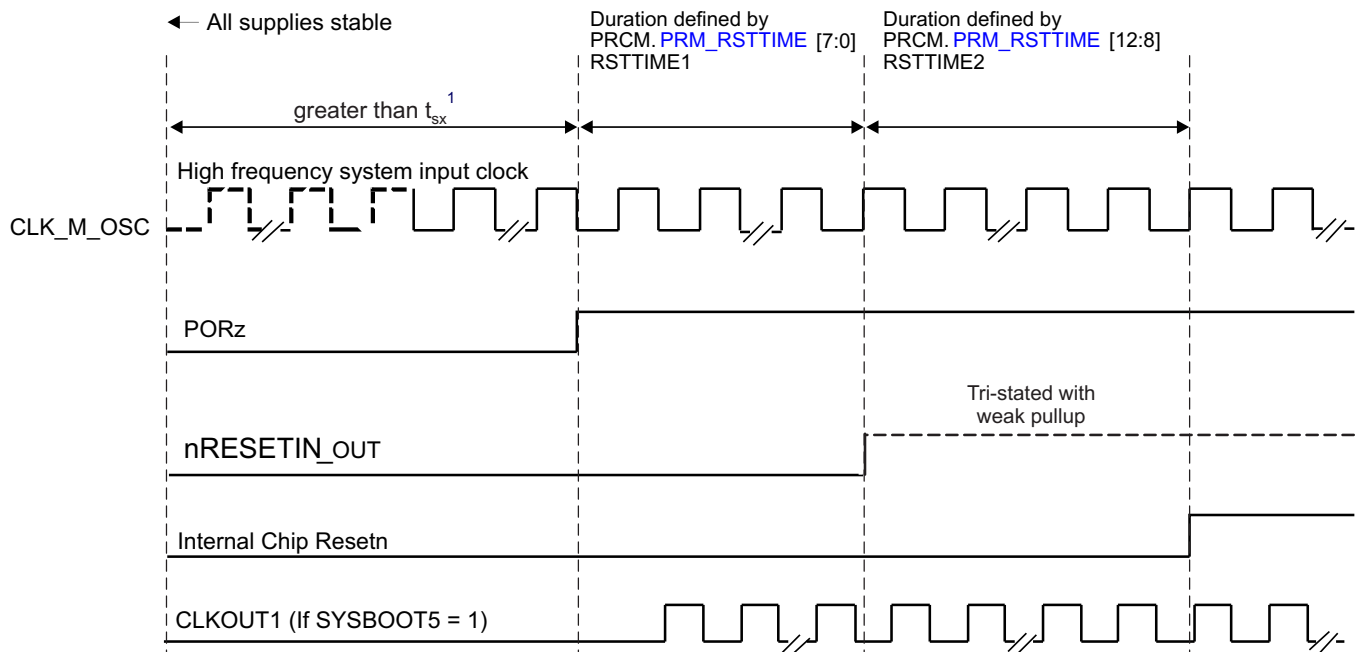 All supplies stable
Duration defined by
PRCM. PRM_RSTTIME [7:0]
RSTTIME1
Duration defined by
PRCM. PRM_RSTTIME [12:8]
RSTTIME2
greater than tsx1
High frequency system input clock
CLK_M_OSC
PORz
Tri-stated with
weak pullup
nRESETIN_OUT
Internal Chip Resetn
CLKOUT1 (If SYSBOOT5 = 1)